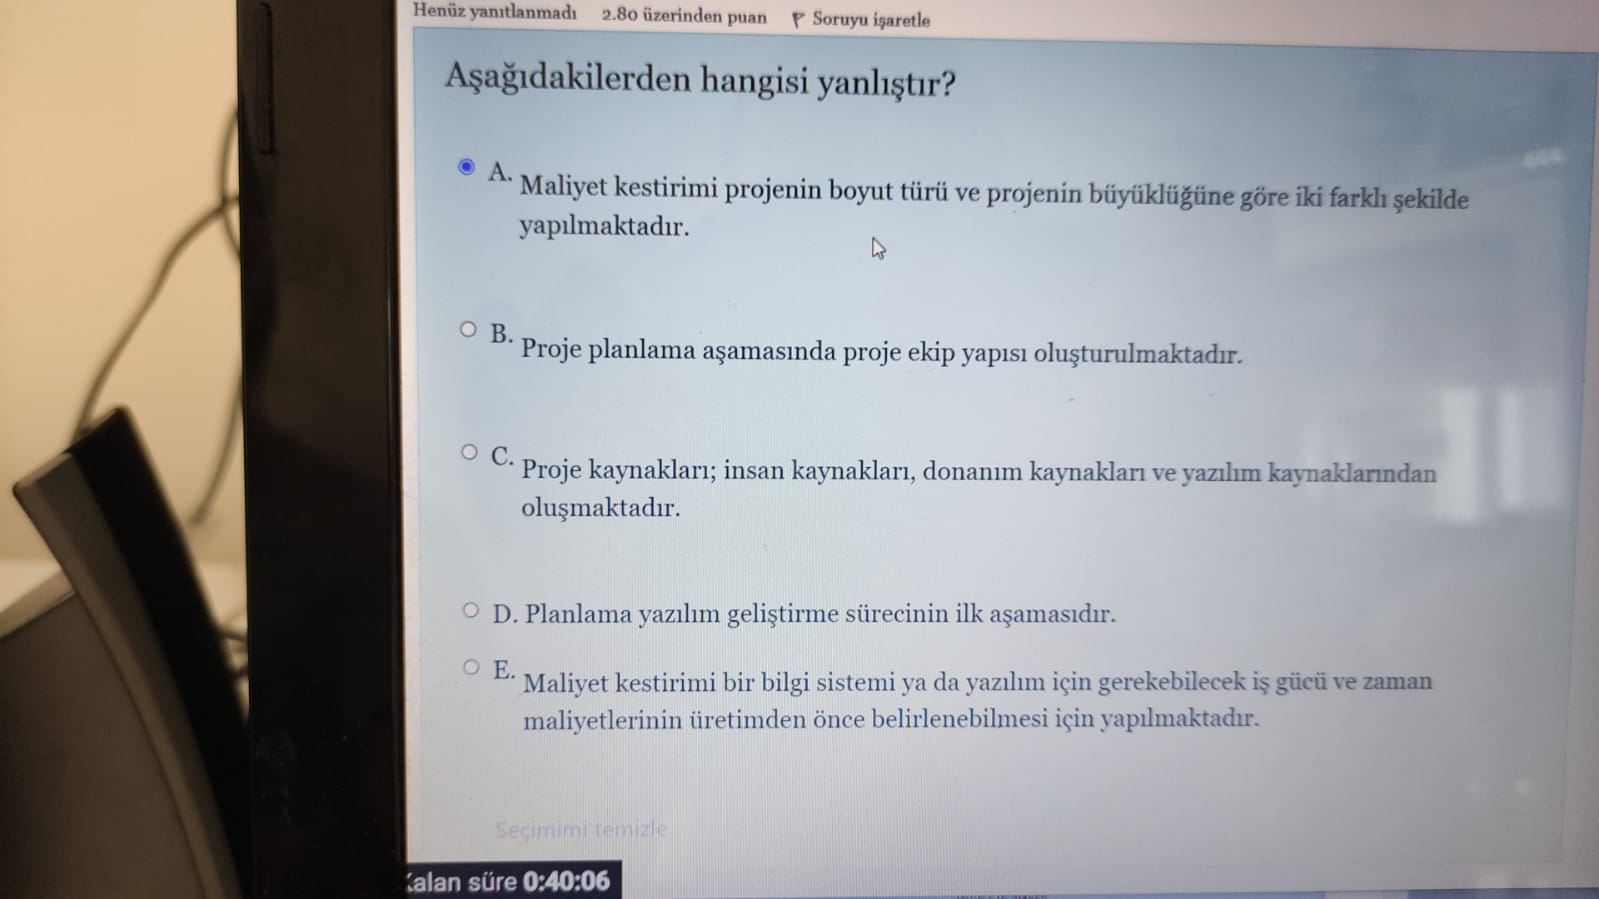 Henüz yanıtlanmadı 2.80 üzerinden puan Soruyu işaretle
Aşağıdakilerden hangisi yanlıştır?
A. Maliyet kestirimi projenin boyut türü ve projenin büyüklüğüne göre iki farklı şekilde
yapılmaktadır.
B. Proje planlama aşamasında proje ekip yapısı oluşturulmaktadır.
C. Proje kaynakları; insan kaynakları, donanım kaynakları ve yazılım kaynaklarından
oluşmaktadır.
D. Planlama yazılım geliştirme sürecinin ilk aşamasıdır.
E. Maliyet kestirimi bir bilgi sistemi ya da yazılım için gerekebilecek iş gücü ve zaman
maliyetlerinin üretimden önce belirlenebilmesi için yapılmaktadır.
Seçimimi temizle
Kalan süre 0:40:06